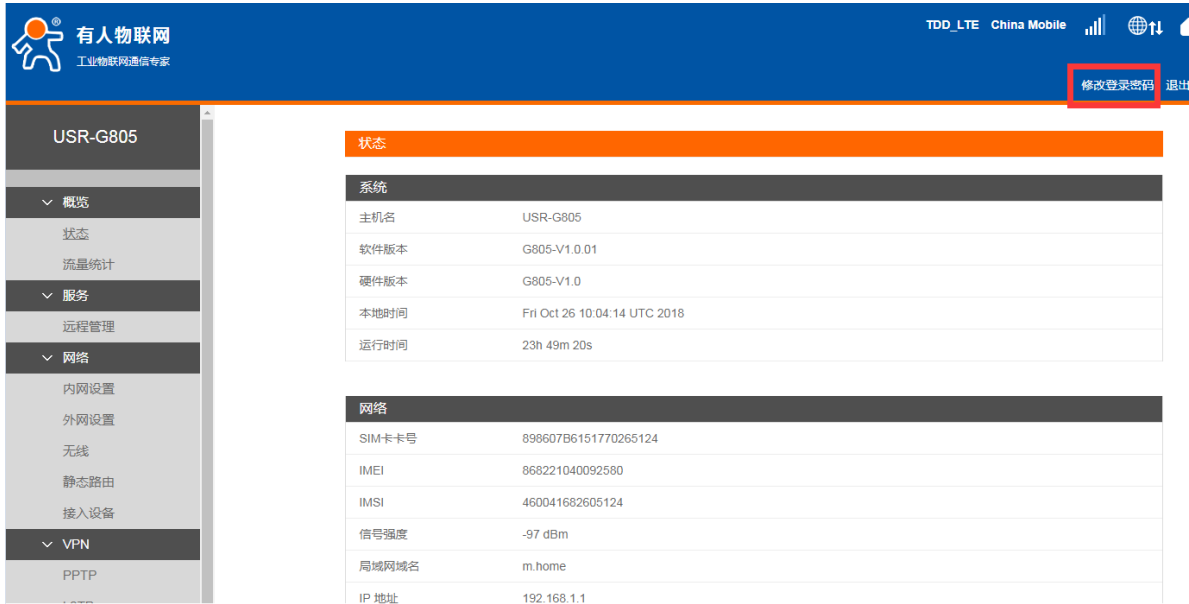 有人物联网
工业物联网通信专家
TDD_LTE China Mobile
修改登录密码 退出
USR-G805
概览
状态
流量统计
服务
远程管理
网络
内网设置
外网设置
无线
静态路由
接入设备
VPN
PPTP
状态
系统
主机名 USR-G805
软件版本 G805-V1.0.01
硬件版本 G805-V1.0
本地时间 Fri Oct 26 10:04:14 UTC 2018
运行时间 23h 49m 20s
网络
SIM卡卡号 898607B6151770265124
IMEI 868221040092580
IMSI 460041682605124
信号强度 -97 dBm
局域网域名 m.home
IP 地址 192.168.1.1